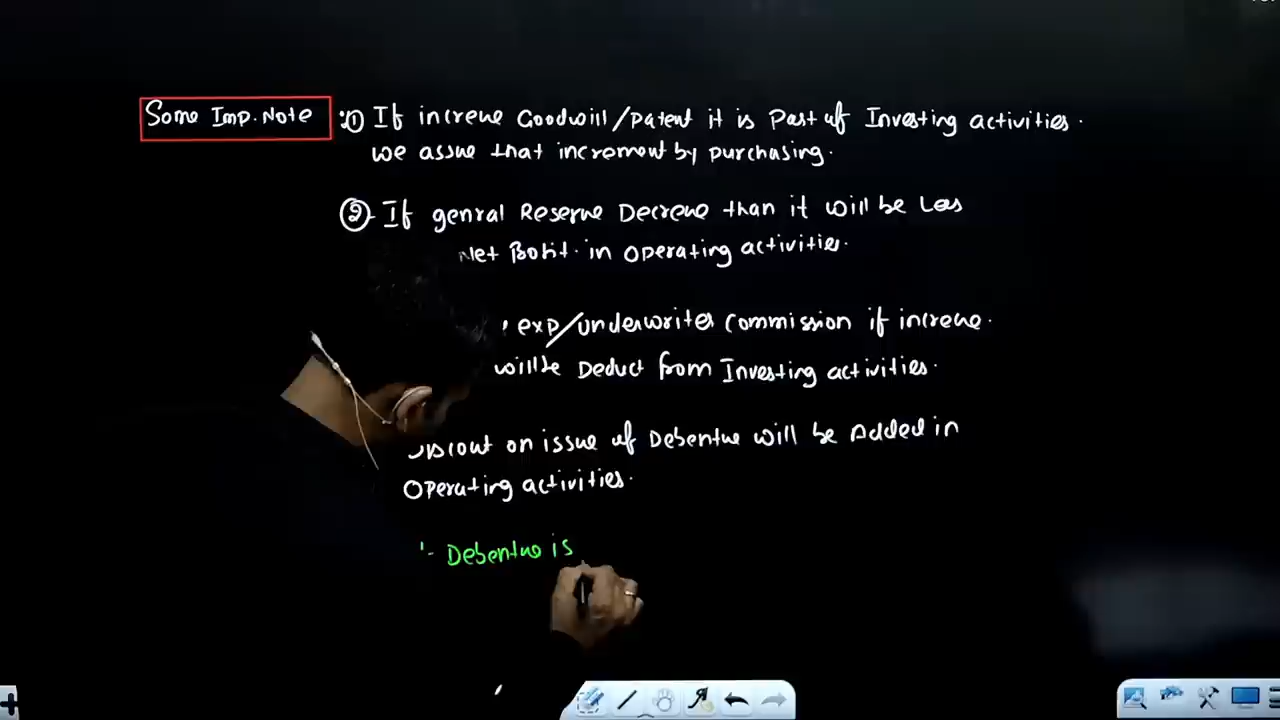 Some Imp. Note :① If increne Goodwill/Patent it is Part of Investing activities.
we assue that increment by purchasing.
②- If genral Reserve Decrene than it will be Les
Net Profit. in Operating activities.
exp/underwriter Commission if increne.
will be Deduct from Investing activities.
on issue of Debentue will be Added in
Operating activities.
Debentue is